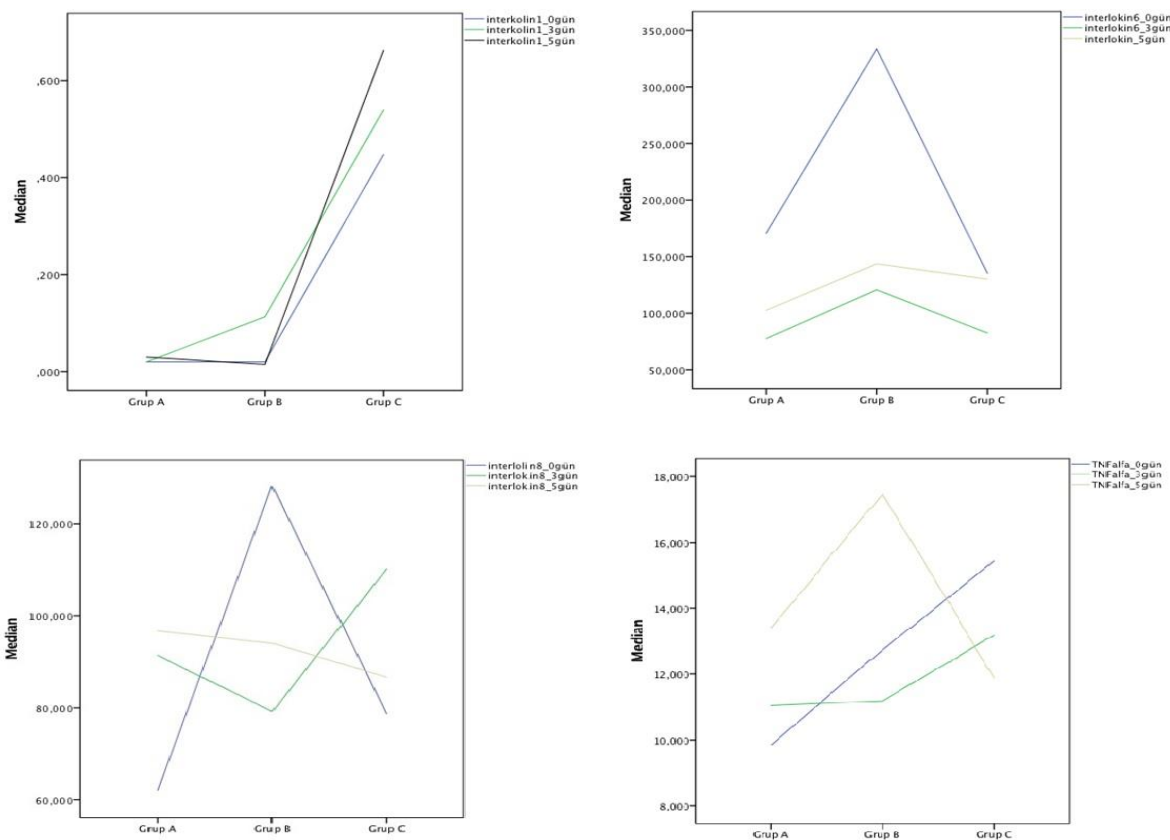 interkolin1_0gün
interkolin1_3gün
interkolin1_5gün
,600
,400
,200
,000
Median
Grup A Grup B Grup C
interlokin6_0gün
interlokin6_3gün
interlokin_5gün
350,000
300,000
250,000
200,000
150,000
100,000
50,000
Median
Grup A Grup B Grup C
interlolin8_0gün
interlokin8_3gün
interlokin8_5gün
120,000
100,000
80,000
60,000
Median
Grup A Grup B Grup C
TNFalfa_0gün
TNFalfa_3gün
TNFalfa_5gün
18,000
16,000
14,000
12,000
10,000
8,000
Median
Grup A Grup B Grup C